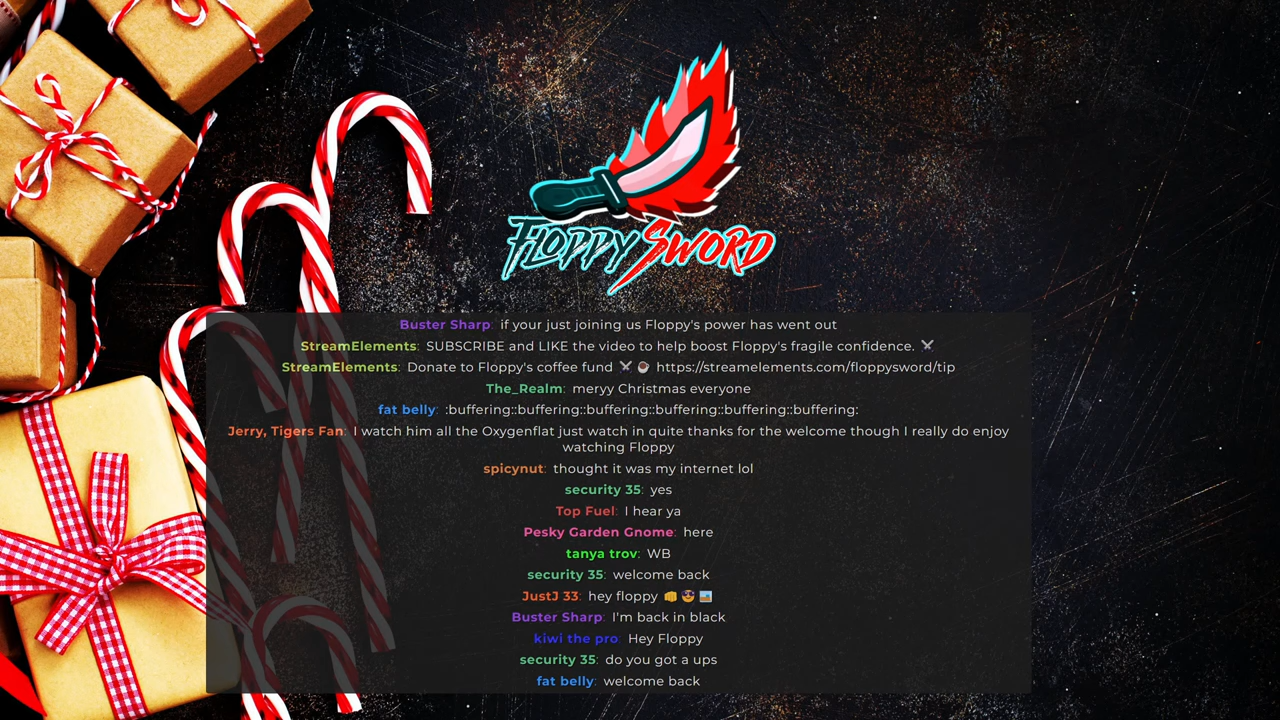 FLOPPY SWORD
Buster Sharp: if your just joining us Floppy's power has went out
StreamElements: SUBSCRIBE and LIKE the video to help boost Floppy's fragile confidence. ⚔
StreamElements: Donate to Floppy's coffee fund ⚔ ☕ https://streamelements.com/floppysword/tip
The_Realm: meryy Christmas everyone
fat belly: :buffering::buffering::buffering::buffering::buffering::buffering:
Jerry, Tigers Fan: I watch him all the Oxygenflat just watch in quite thanks for the welcome though I really do enjoy
watching Floppy
spicynut: thought it was my internet lol
security 35: yes
Top Fuel: I hear ya
Pesky Garden Gnome: here
tanya trov: WB
security 35: welcome back
JustJ 33: hey floppy
Buster Sharp: I'm back in black
kiwi the pro: Hey Floppy
security 35: do you got a ups
fat belly: welcome back